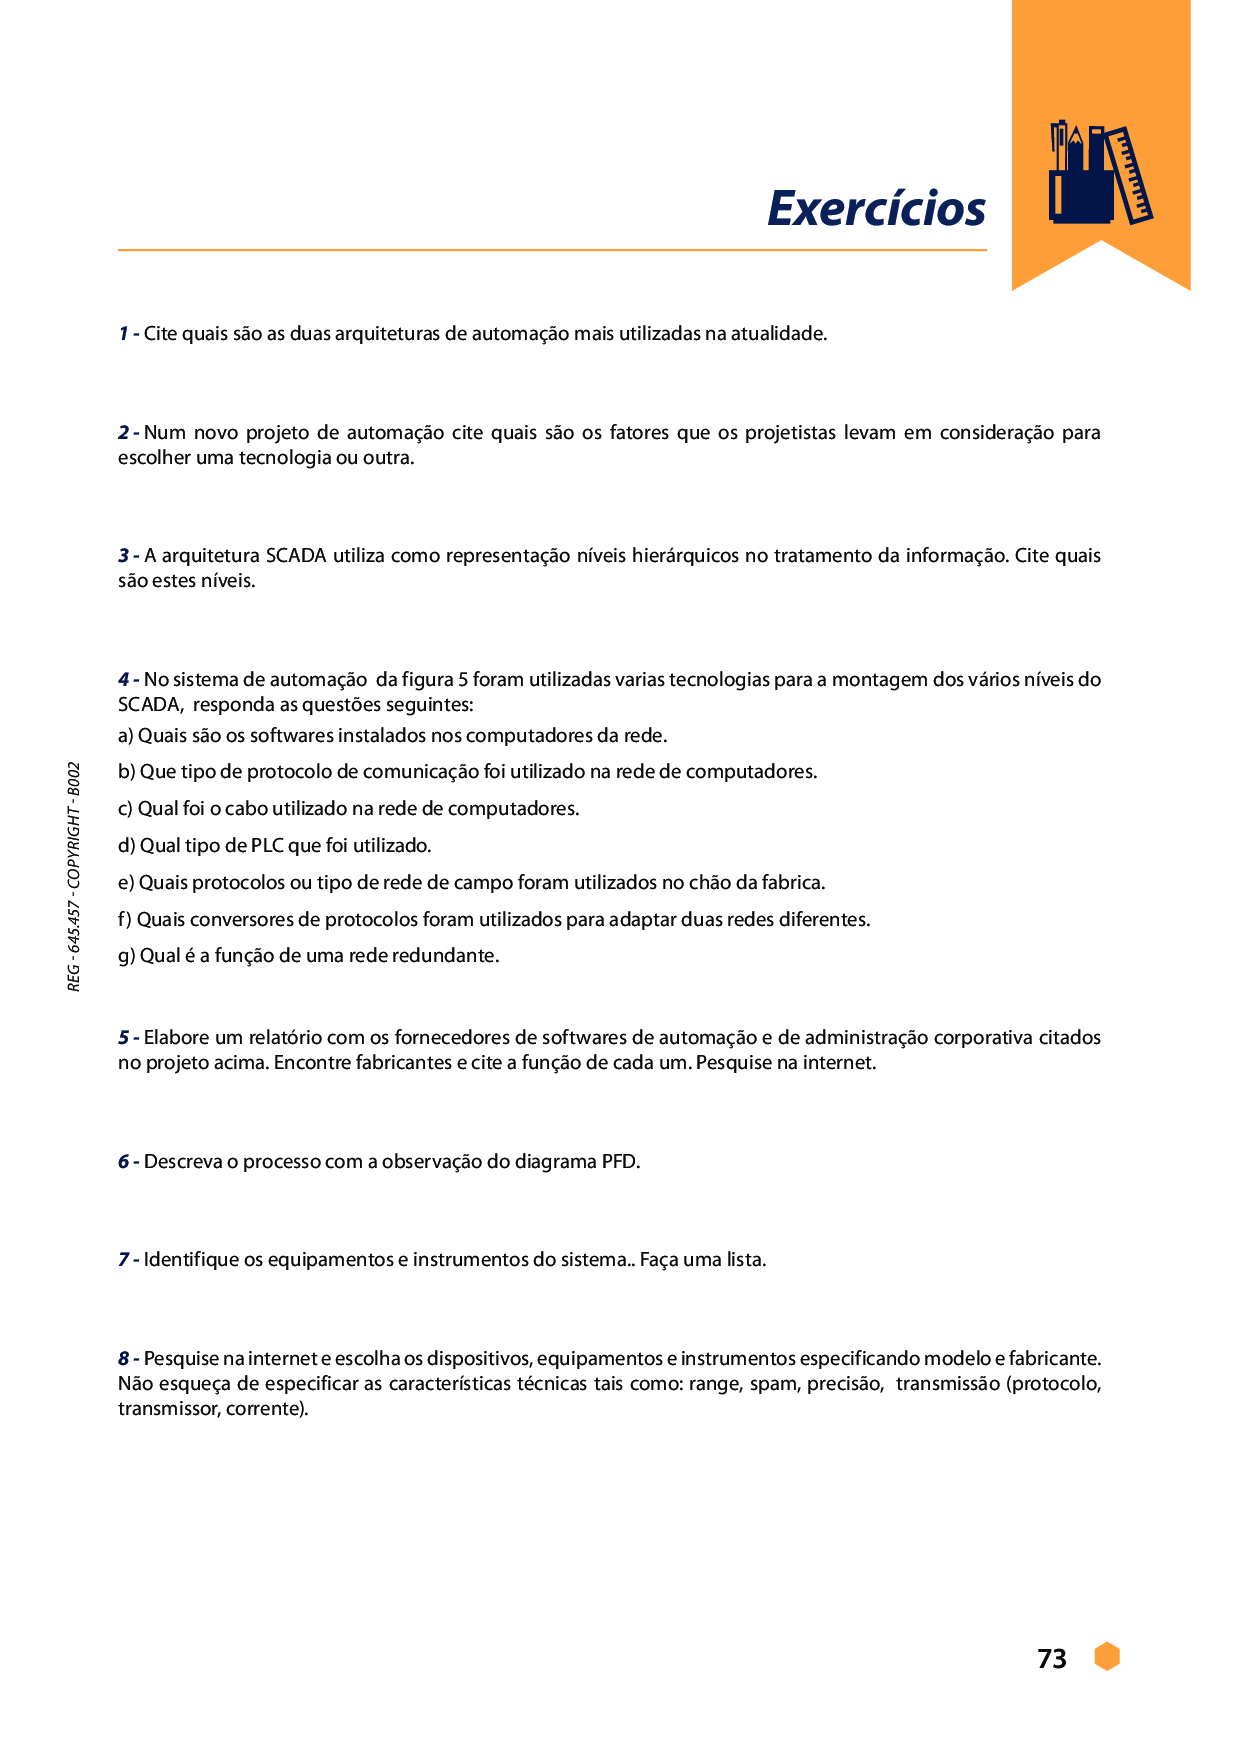 Exercícios
1 - Cite quais são as duas arquiteturas de automação mais utilizadas na atualidade.
2 - Num novo projeto de automação cite quais são os fatores que os projetistas levam em consideração para
escolher uma tecnologia ou outra.
3 - A arquitetura SCADA utiliza como representação níveis hierárquicos no tratamento da informação. Cite quais
são estes níveis.
4 - No sistema de automação da figura 5 foram utilizadas varias tecnologias para a montagem dos vários níveis do
SCADA, responda as questões seguintes:
a) Quais são os softwares instalados nos computadores da rede.
b) Que tipo de protocolo de comunicação foi utilizado na rede de computadores.
c) Qual foi o cabo utilizado na rede de computadores.
d) Qual tipo de PLC que foi utilizado.
e) Quais protocolos ou tipo de rede de campo foram utilizados no chão da fabrica.
f) Quais conversores de protocolos foram utilizados para adaptar duas redes diferentes.
g) Qual é a função de uma rede redundante.
5 - Elabore um relatório com os fornecedores de softwares de automação e de administração corporativa citados
no projeto acima. Encontre fabricantes e cite a função de cada um. Pesquise na internet.
6 - Descreva o processo com a observação do diagrama PFD.
7 - Identifique os equipamentos e instrumentos do sistema.. Faça uma lista.
8 - Pesquise na internet e escolha os dispositivos, equipamentos e instrumentos especificando modelo e fabricante.
Não esqueça de especificar as características técnicas tais como: range, spam, precisão, transmissão (protocolo,
transmissor, corrente).
REG - 645.457 - COPYRIGHT - B002
73